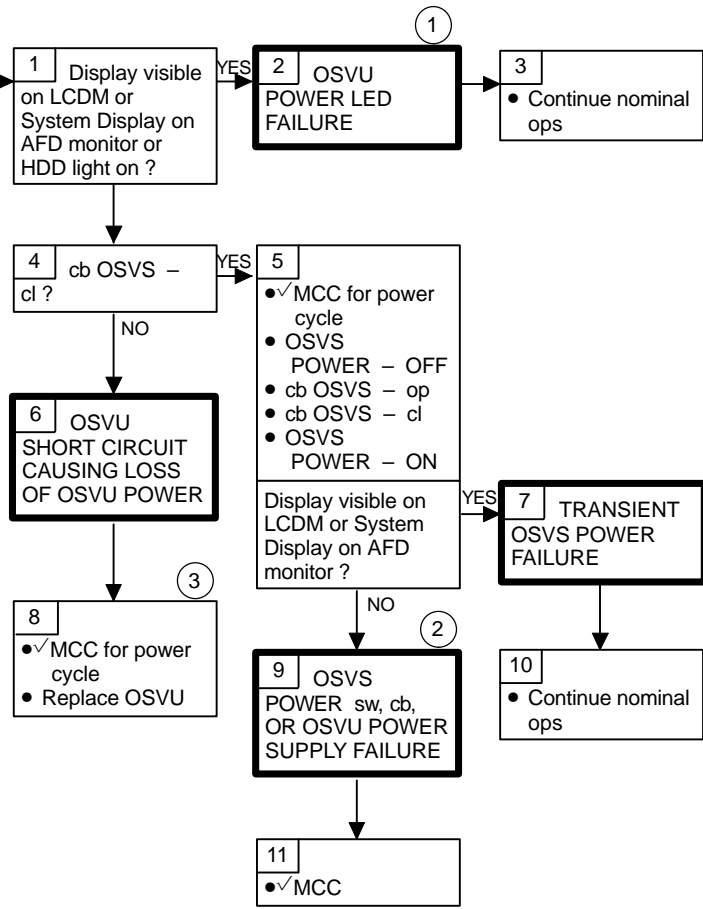 1
1 Display visible
on LCDM or
System Display on
AFD monitor or
HDD light on ?
YES
2 OSVU
POWER LED
FAILURE
3
● Continue nominal
ops
4 cb OSVS –
cl ?
YES
NO
5
●√MCC for power
cycle
● OSVS
POWER – OFF
● cb OSVS – op
● cb OSVS – cl
● OSVS
POWER – ON
Display visible on
LCDM or System
Display on AFD
monitor ?
YES
NO
6 OSVU
SHORT CIRCUIT
CAUSING LOSS
OF OSVU POWER
7 TRANSIENT
OSVS POWER
FAILURE
3
8
●√MCC for power
cycle
● Replace OSVU
2
9 OSVS
POWER sw, cb,
OR OSVU POWER
SUPPLY FAILURE
10
● Continue nominal
ops
11
●√MCC